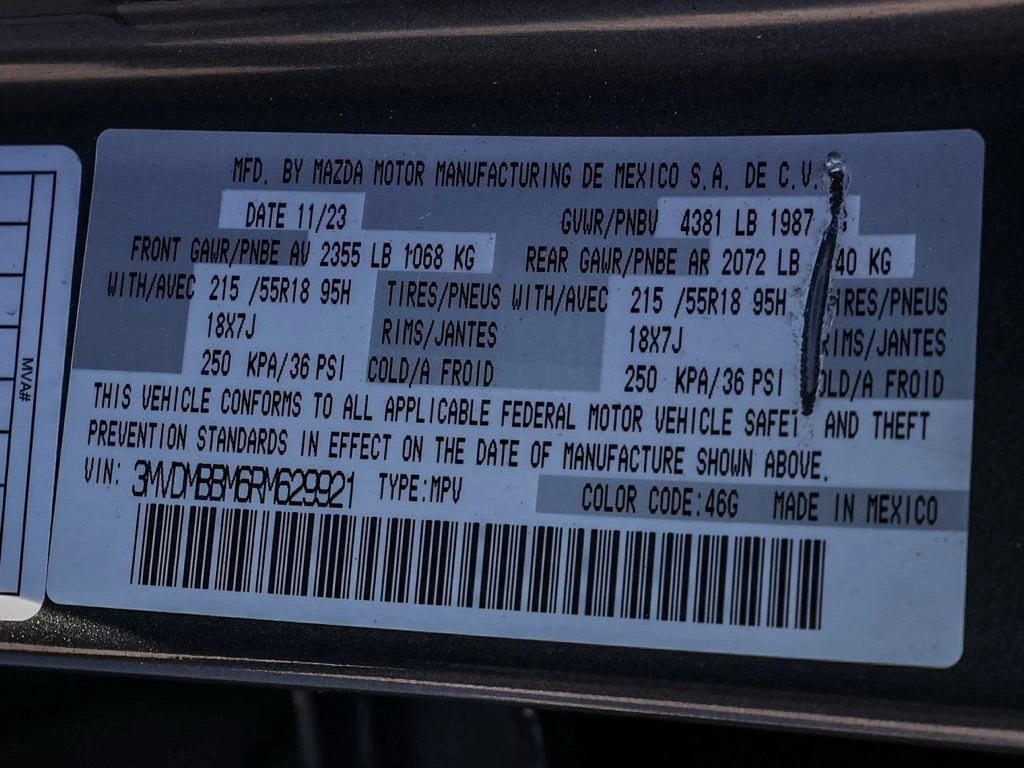 MVA#
MFD. BY MAZDA MOTOR MANUFACTURING DE MEXICO S.A. DE C.V.
DATE 11/23 GVWR/PNBV 4381 LB 1987
FRONT GAWR/PNBE AV 2355 LB 1068 KG REAR GAWR/PNBE AR 2072 LB 40 KG
WITH/AVEC 215 /55R18 95H TIRES/PNEUS WITH/AVEC 215 /55R18 95H IRES/PNEUS
18X7J RIMS/JANTES 18X7J IMS/JANTES
250 KPA/36 PSI COLD/A FROID 250 KPA/36 PSI OLD/A FROID
THIS VEHICLE CONFORMS TO ALL APPLICABLE FEDERAL MOTOR VEHICLE SAFET AND THEFT
PREVENTION STANDARDS IN EFFECT ON THE DATE OF MANUFACTURE SHOWN ABOVE.
VIN: 3MVDMBBM6RM629921 TYPE:MPV COLOR CODE:46G MADE IN MEXICO